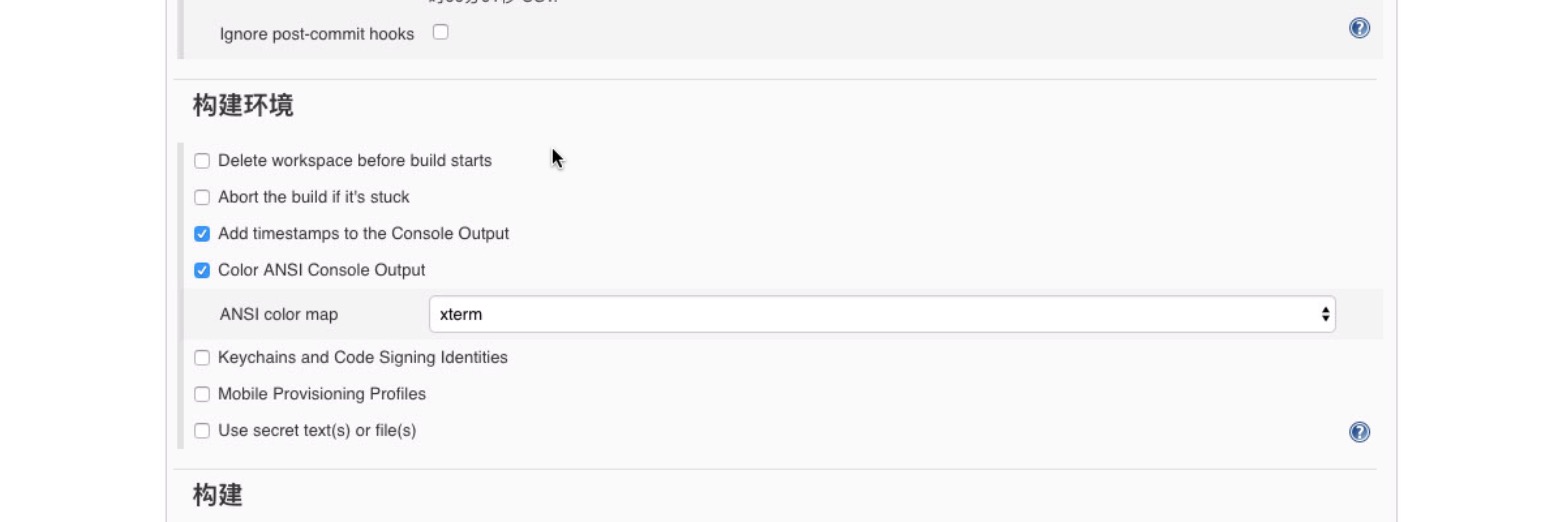 Ignore post-commit hooks
构建环境
Delete workspace before build starts
Abort the build if it's stuck
Add timestamps to the Console Output
Color ANSI Console Output
ANSI color map xterm
Keychains and Code Signing Identities
Mobile Provisioning Profiles
Use secret text(s) or file(s)
构建